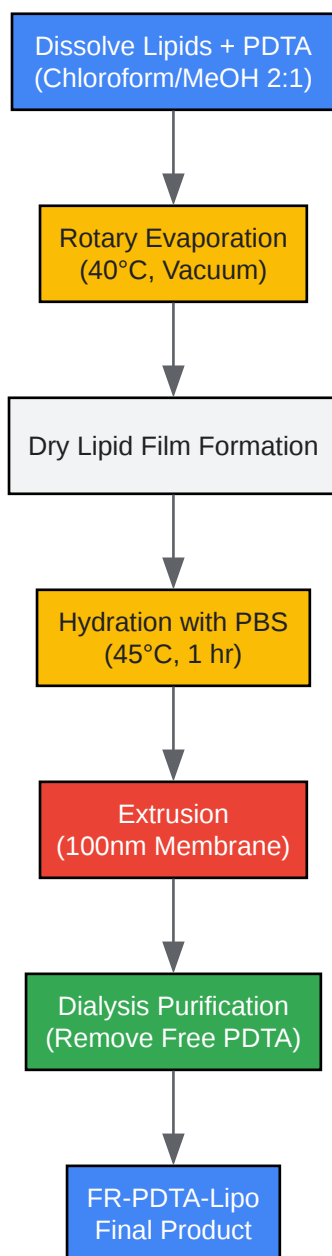 Dissolve Lipids + PDTA
(Chloroform/MeOH 2:1)
Rotary Evaporation
(40°C, Vacuum)
Dry Lipid Film Formation
Hydration with PBS
(45°C, 1 hr)
Extrusion
(100nm Membrane)
Dialysis Purification
(Remove Free PDTA)
FR-PDTA-Lipo
Final Product